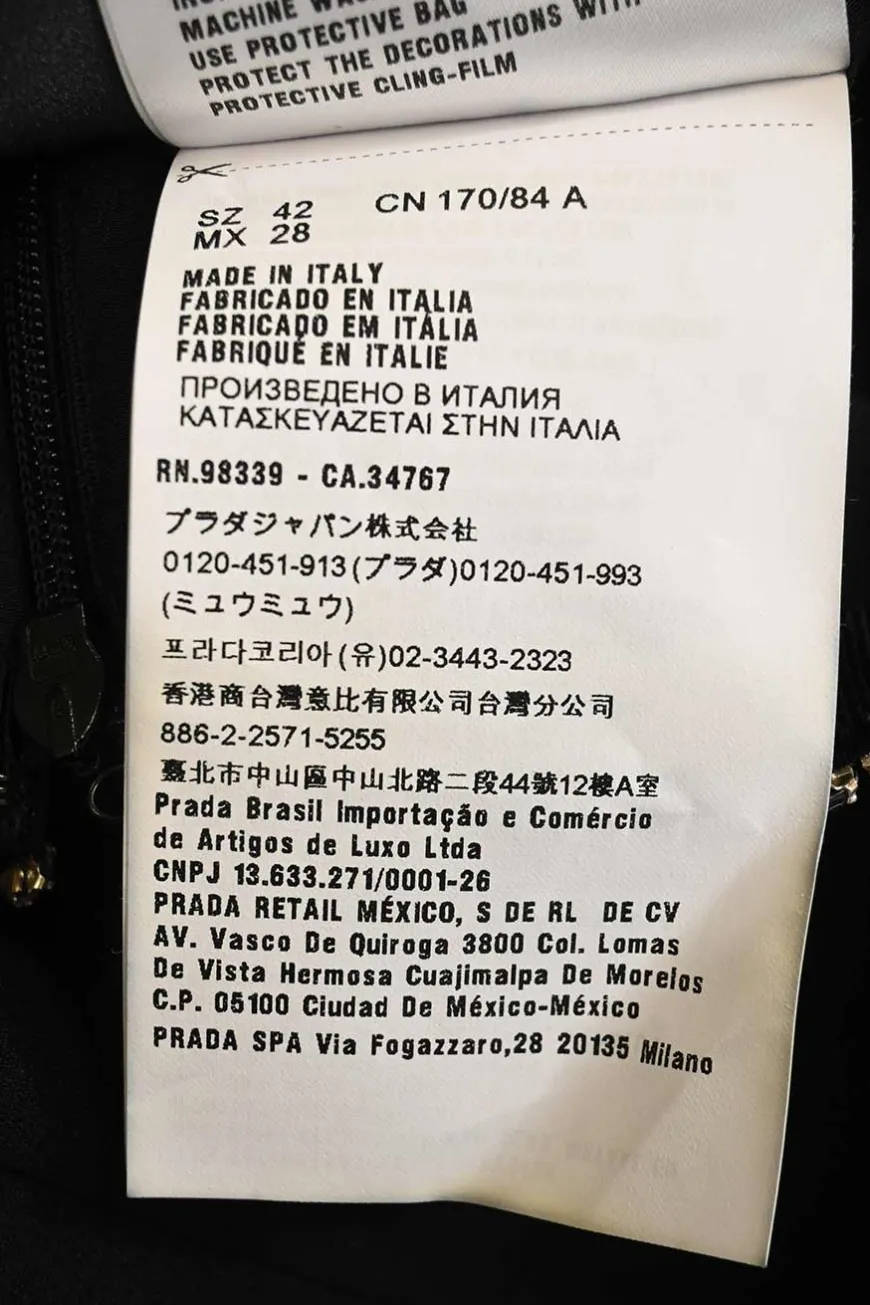 MACHINE
USE PROTECTIVE BAG
PROTECT THE DECORATIONS WITH
PROTECTIVE CLING-FILM
SZ 42 CN 170/84 A
MX 28
MADE IN ITALY
FABRICADO EN ITALIA
FABRICADO EM ITÁLIA
FABRIQUÉ EN ITALIE
ПРОИЗВЕДЕНО В ИТАЛИЯ
ΚΑΤΑΣΚΕΥΑΖΕΤΑΙ ΣΤΗΝ ΙΤΑΛΙΑ
RN.98339 - CA.34767
プラダジャパン株式会社
0120-451-913(プラダ)0120-451-993
(ミュウミュウ)
프라다코리아(유)02-3443-2323
香港商台灣意比有限公司台灣分公司
886-2-2571-5255
臺北市中山區中山北路二段44號12樓A室
Prada Brasil Importação e Comércio
de Artigos de Luxo Ltda
CNPJ 13.633.271/0001-26
PRADA RETAIL MÉXICO, S DE RL DE CV
AV. Vasco De Quiroga 3800 Col. Lomas
De Vista Hermosa Cuajimalpa De Morelos
C.P. 05100 Ciudad De México-México
PRADA SPA Via Fogazzaro,28 20135 Milano